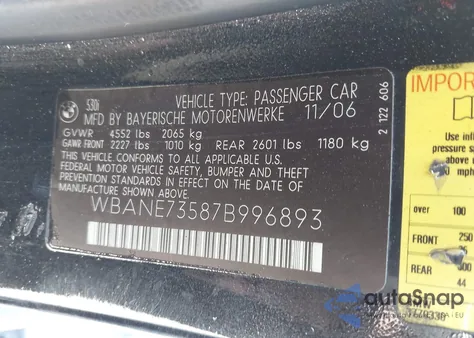 530i
VEHICLE TYPE: PASSENGER CAR
MFD BY BAYERISCHE MOTORENWERKE 11/06
GVWR 4552 lbs 2065 kg
GAWR FRONT 2227 lbs 1010 kg REAR 2601 lbs 1180 kg
THIS VEHICLE CONFORMS TO ALL APPLICABLE
U.S. FEDERAL SAFETY, BUMPER AND THEFT
PREVENTION STANDARDS IN EFFECT ON THE
DATE OF MANUFACTURE SHOWN ABOVE.
WBANE73587B996893
2 122 606
IMPOR
over 100
FRONT 250
REAR
44
autoSnap